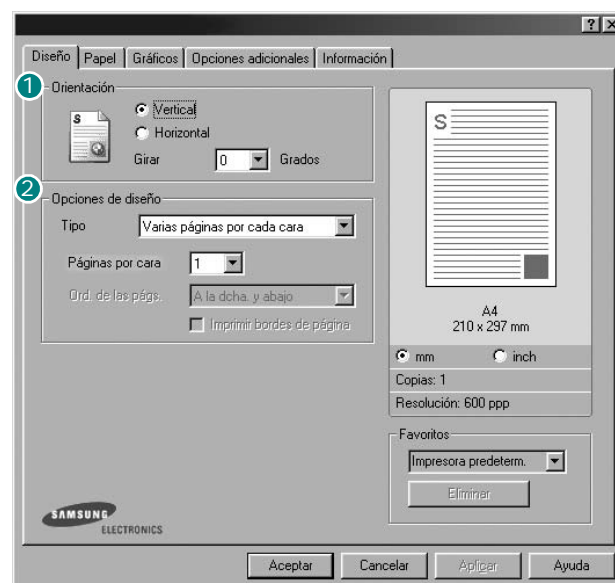 Diseño Papel Gráficos Opciones adicionales Información
1
Orientación
S
Vertical
Horizontal
Girar 0 Grados
2
Opciones de diseño
Tipo Varias páginas por cada cara
Páginas por cara 1
Ord. de las págs. A la dcha. y abajo
Imprimir bordes de página
SAMSUNG
ELECTRONICS
S
A4
210 x 297 mm
mm inch
Copias: 1
Resolución: 600 ppp
Favoritos
Impresora predeterm.
Eliminar
Aceptar Cancelar Aplicar Ayuda